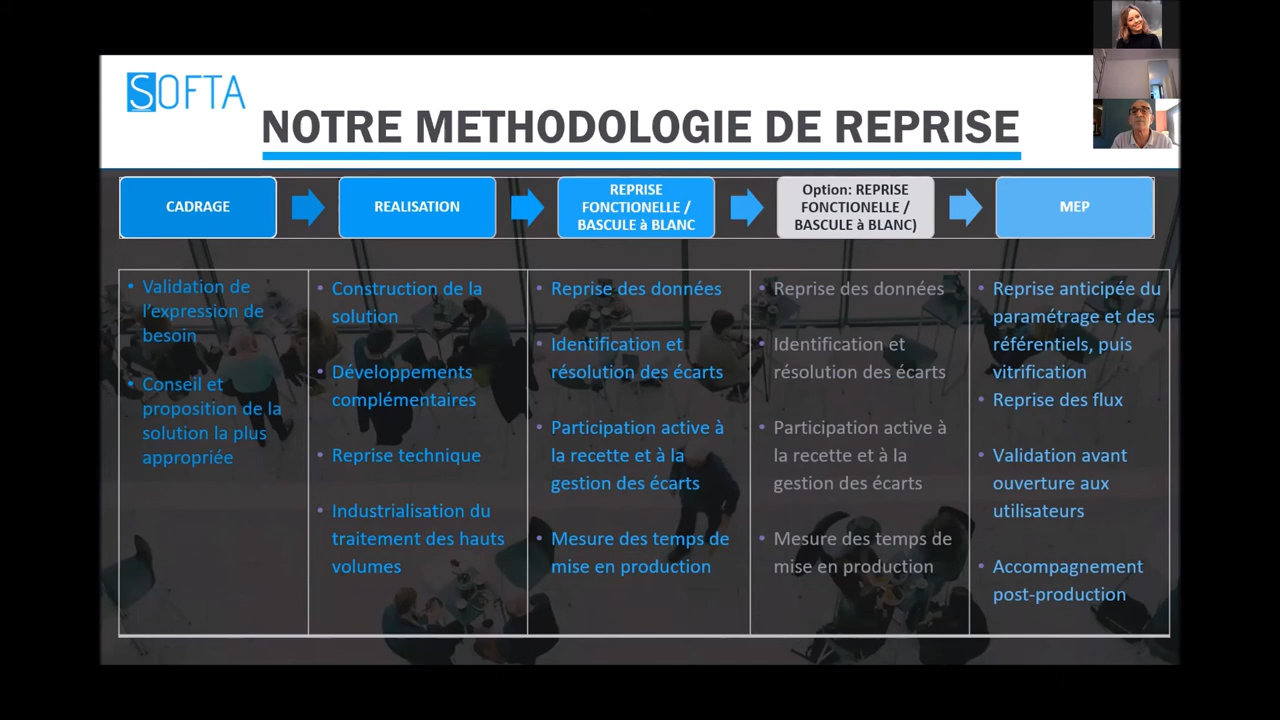 SOFTA
NOTRE METHODOLOGIE DE REPRISE
CADRAGE
REALISATION
REPRISE
FONCTIONELLE /
BASCULE à BLANC
Option: REPRISE
FONCTIONELLE /
BASCULE à BLANC)
MEP
• Validation de
l’expression de
besoin
• Conseil et
proposition de la
solution la plus
appropriée
• Construction de la
solution
• Développements
complémentaires
• Reprise technique
• Industrialisation du
traitement des hauts
volumes
• Reprise des données
• Identification et
résolution des écarts
• Participation active à
la recette et à la
gestion des écarts
• Mesure des temps de
mise en production
• Reprise des données
• Identification et
résolution des écarts
• Participation active à
la recette et à la
gestion des écarts
• Mesure des temps de
mise en production
• Reprise anticipée du
paramétrage et des
référentiels, puis
vitrification
• Reprise des flux
• Validation avant
ouverture aux
utilisateurs
• Accompagnement
post-production